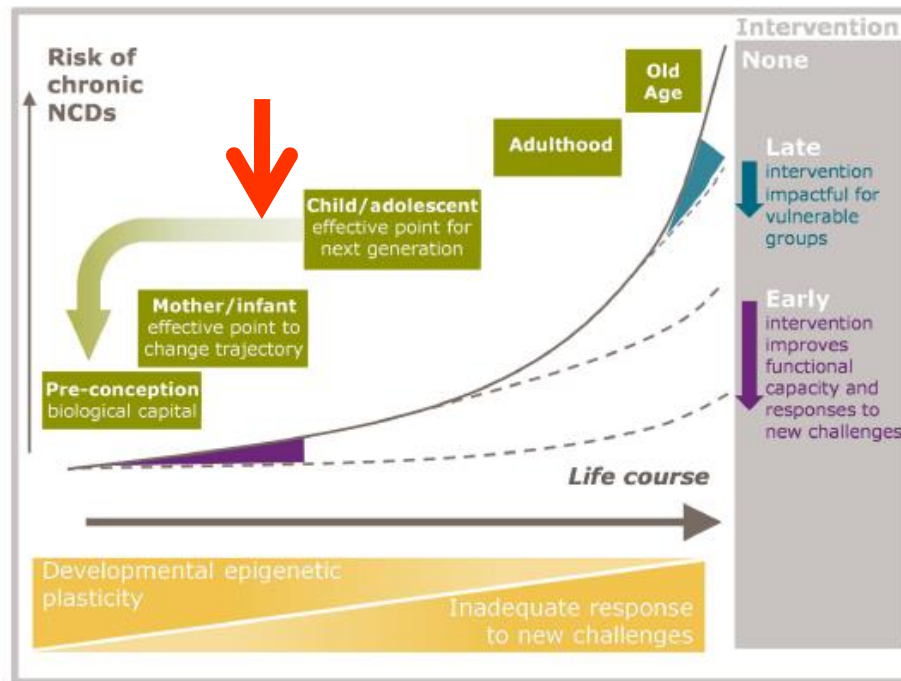 Intervention
Risk of
chronic
NCDs
None
Old
Age
Adulthood
Late
intervention
impactful for
vulnerable
groups
Child/adolescent
effective point for
next generation
Mother/infant
effective point to
change trajectory
Early
intervention
improves
functional
capacity and
responses to
new challenges
Pre-conception
biological capital
Life course
Developmental epigenetic
plasticity
Inadequate response
to new challenges